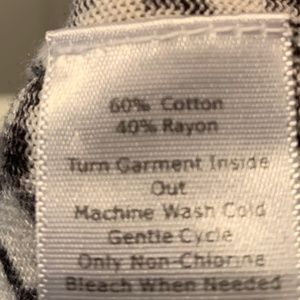 60% Cotton
40% Rayon
Turn Garment Inside
Out
Machine Wash Cold
Gentle Cycle
Only Non-Chlorine
Bleach When Needed